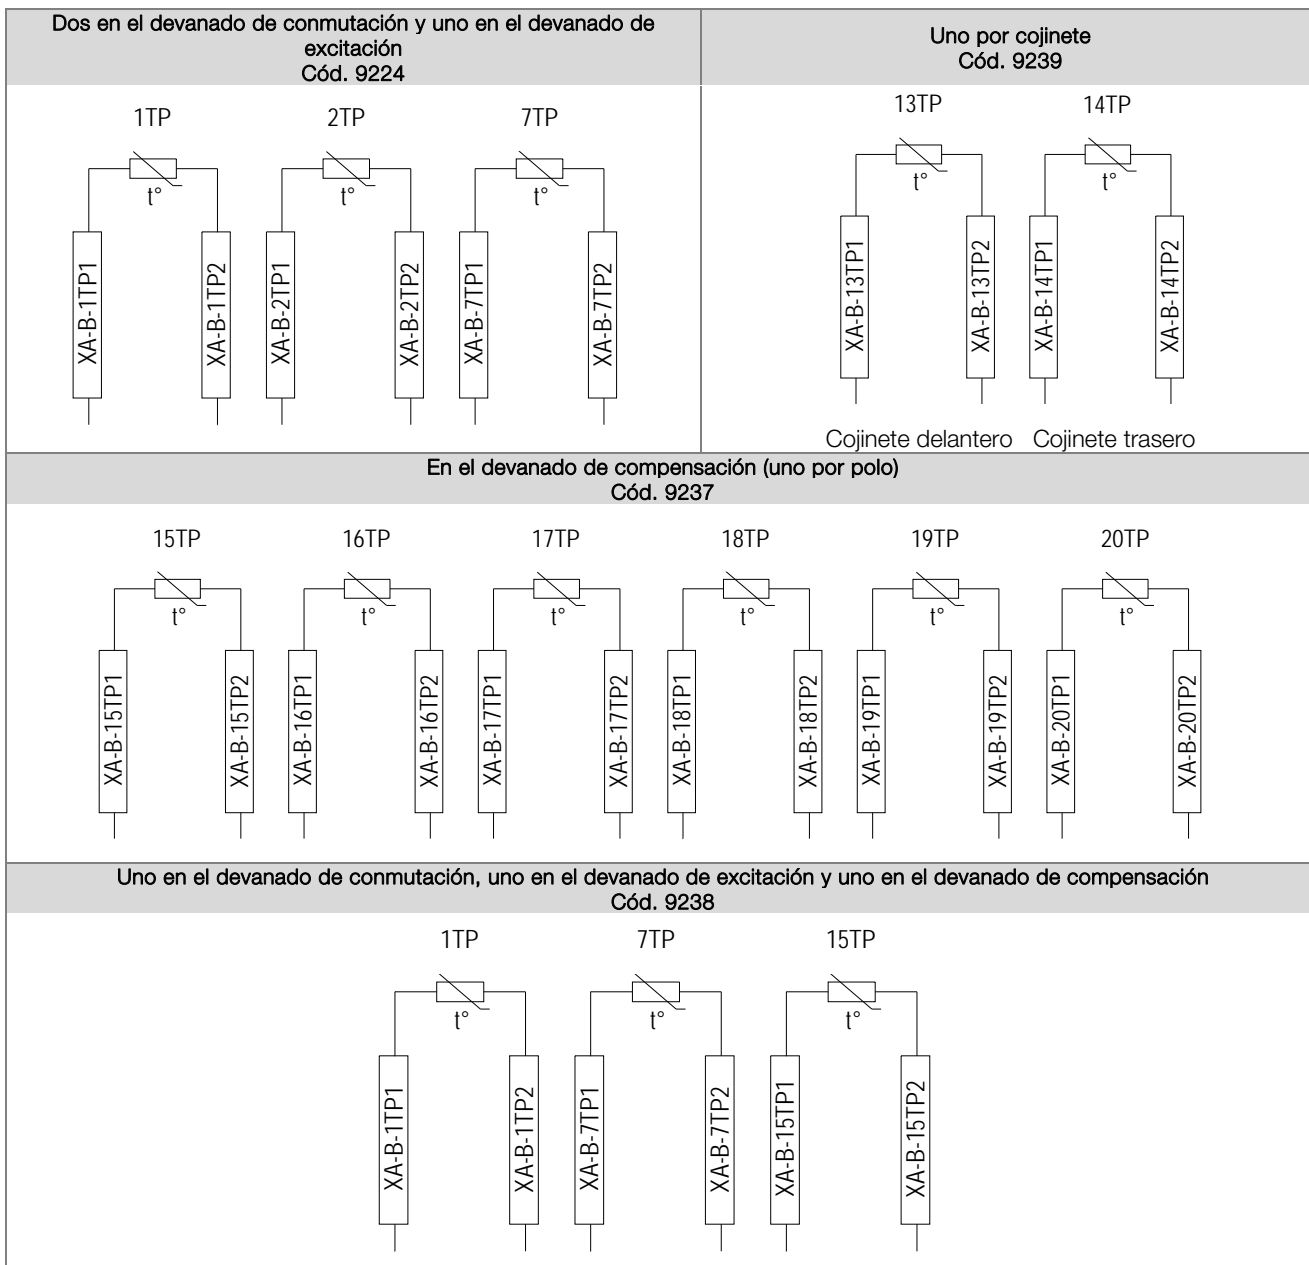 Dos en el devanado de conmutación y uno en el devanado de
excitación
Cód. 9224
1TP 2TP 7TP
t° t° t°
XA-B-1TP1 XA-B-1TP2 XA-B-2TP1 XA-B-2TP2 XA-B-7TP1 XA-B-7TP2
Uno por cojinete
Cód. 9239
13TP 14TP
t° t°
XA-B-13TP1 XA-B-13TP2 XA-B-14TP1 XA-B-14TP2
Cojinete delantero Cojinete trasero
En el devanado de compensación (uno por polo)
Cód. 9237
15TP 16TP 17TP 18TP 19TP 20TP
t° t° t° t° t° t°
XA-B-15TP1 XA-B-15TP2 XA-B-16TP1 XA-B-16TP2 XA-B-17TP1 XA-B-17TP2 XA-B-18TP1 XA-B-18TP2 XA-B-19TP1 XA-B-19TP2 XA-B-20TP1 XA-B-20TP2
Uno en el devanado de conmutación, uno en el devanado de excitación y uno en el devanado de compensación
Cód. 9238
1TP 7TP 15TP
t° t° t°
XA-B-1TP1 XA-B-1TP2 XA-B-7TP1 XA-B-7TP2 XA-B-15TP1 XA-B-15TP2